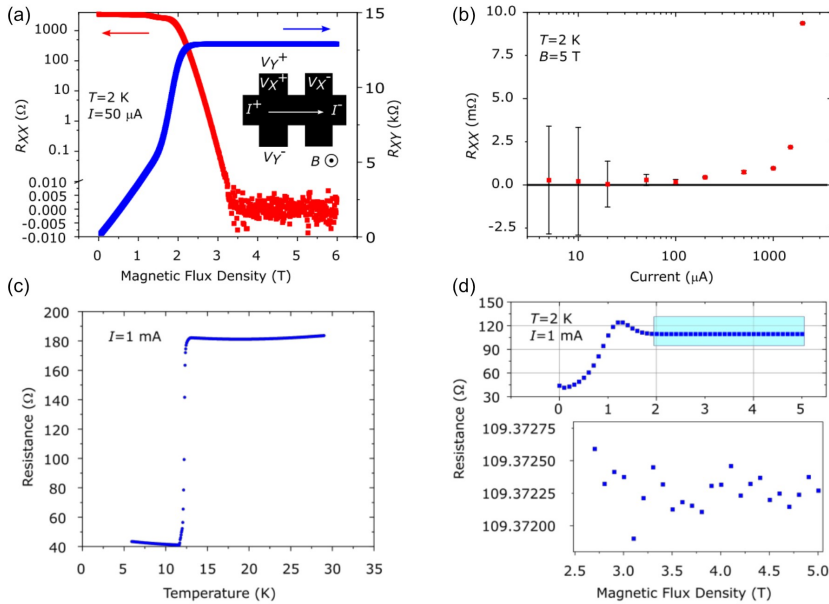 (a)
1000
100
10
1
0.1
0.010
0.005
0.000
-0.005
-0.010
R_XX (Ω)
T=2 K
I=50 μA
V_Y^+
V_X^+ V_X^-
I^+ I^-
V_Y^- B
15
10
5
0
R_XY (kΩ)
0 1 2 3 4 5 6
Magnetic Flux Density (T)
(b)
10.0
7.5
5.0
2.5
0.0
-2.5
R_XX (mΩ)
T=2 K
B=5 T
10 100 1000
Current (μA)
(c)
200
180
160
140
120
100
80
60
40
Resistance (Ω)
I=1 mA
0 5 10 15 20 25 30 35
Temperature (K)
(d)
150
120
90
60
30
T=2 K
I=1 mA
0 1 2 3 4 5
Resistance (Ω)
109.37275
109.37250
109.37225
109.37200
2.5 3.0 3.5 4.0 4.5 5.0
Magnetic Flux Density (T)